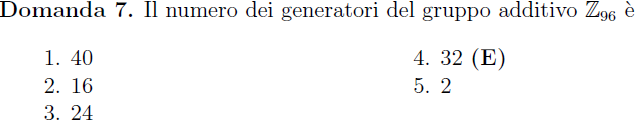 Domanda 7. Il numero dei generatori del gruppo additivo ℤ₉₆ è
1. 40
2. 16
3. 24
4. 32 (E)
5. 2